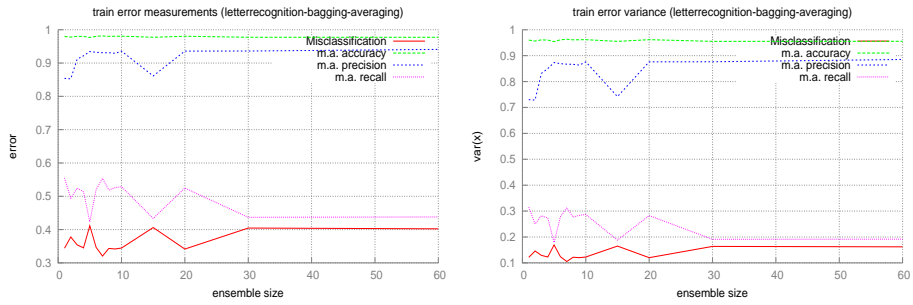 train error measurements (letterrecognition-bagging-averaging)
1
0.9
0.8
0.7
0.6
0.5
0.4
0.3
0
10
20
30
40
50
60
error
ensemble size
Misclassification
m.a. accuracy
m.a. precision
m.a. recall
train error variance (letterrecognition-bagging-averaging)
1
0.9
0.8
0.7
0.6
0.5
0.4
0.3
0.2
0.1
0
10
20
30
40
50
60
var(x)
ensemble size
Misclassification
m.a. accuracy
m.a. precision
m.a. recall